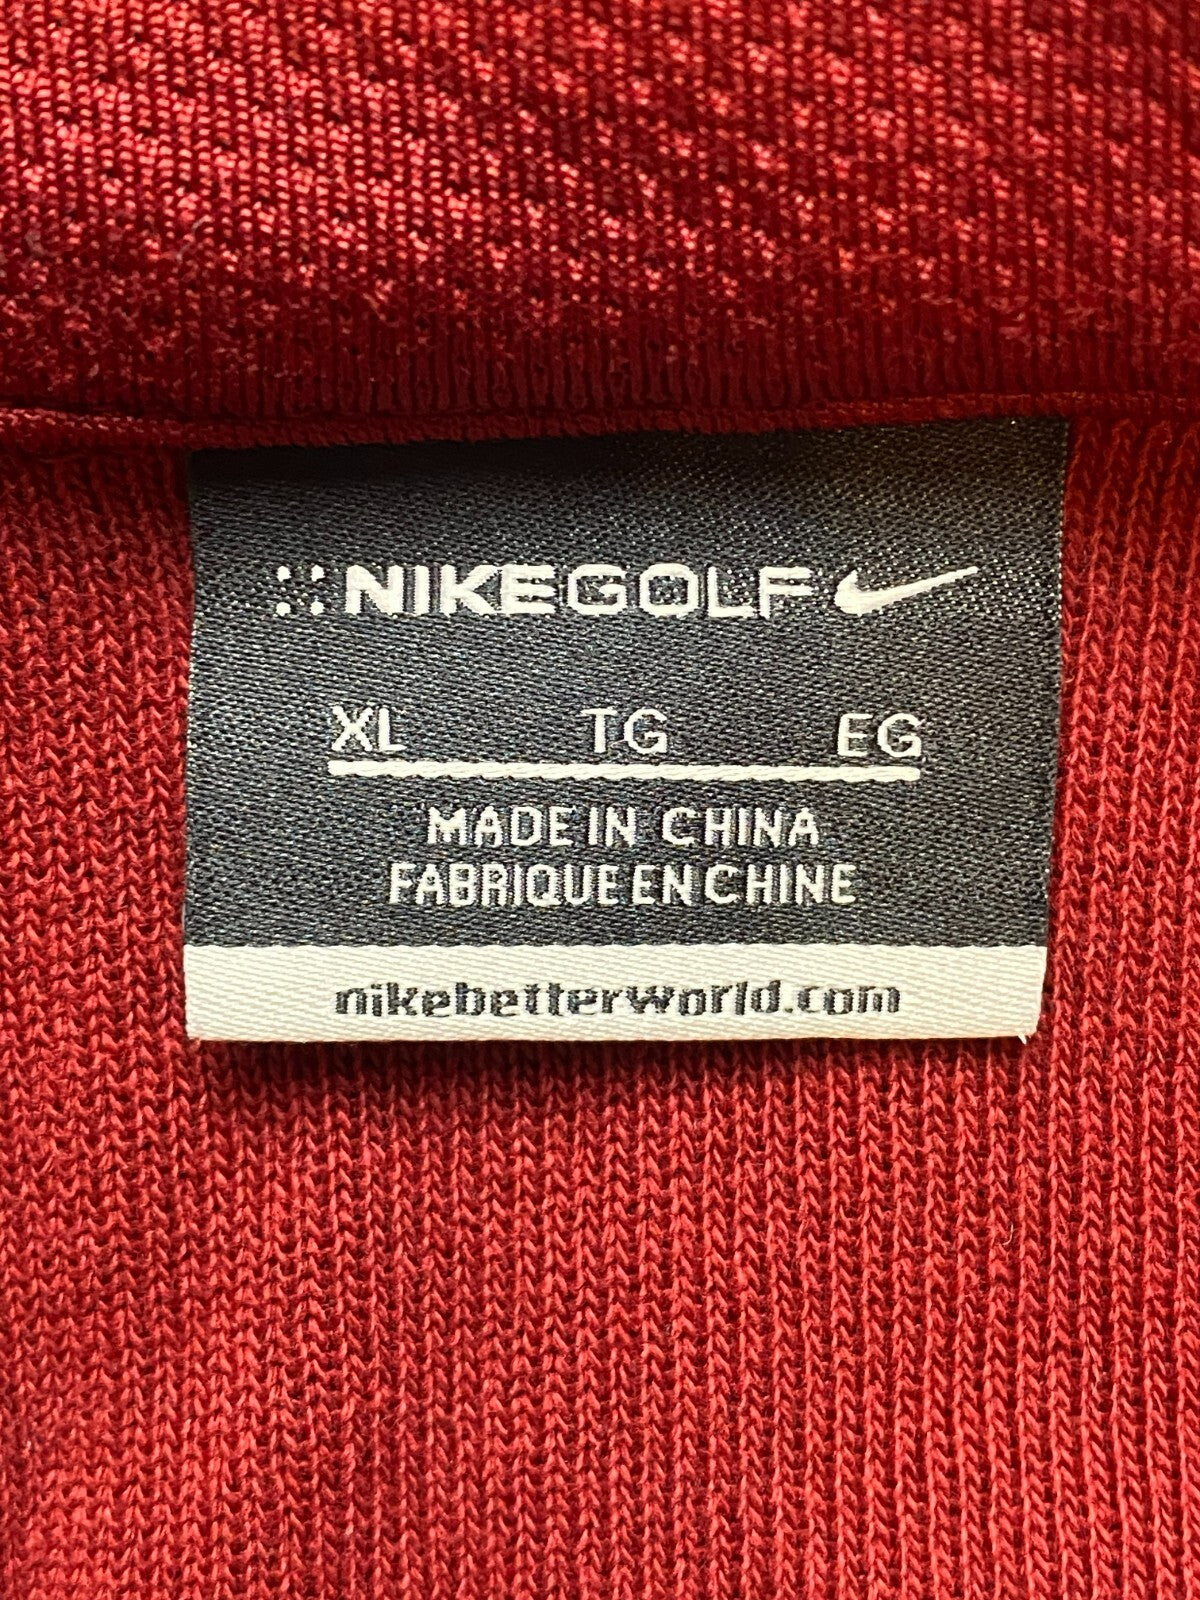 NIKEGOLF
XL TG EG
MADE IN CHINA
FABRIQUE EN CHINE
nikebetterworld.com